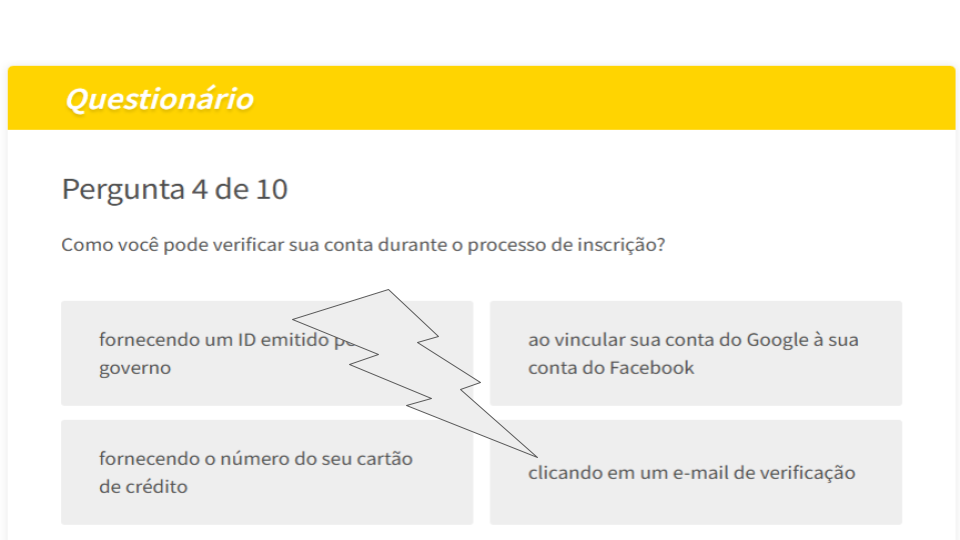 Questionário
Pergunta 4 de 10
Como você pode verificar sua conta durante o processo de inscrição?
fornecendo um ID emitido
governo
ao vincular sua conta do Google à sua
conta do Facebook
fornecendo o número do seu cartão
de crédito
clicando em um e-mail de verificação